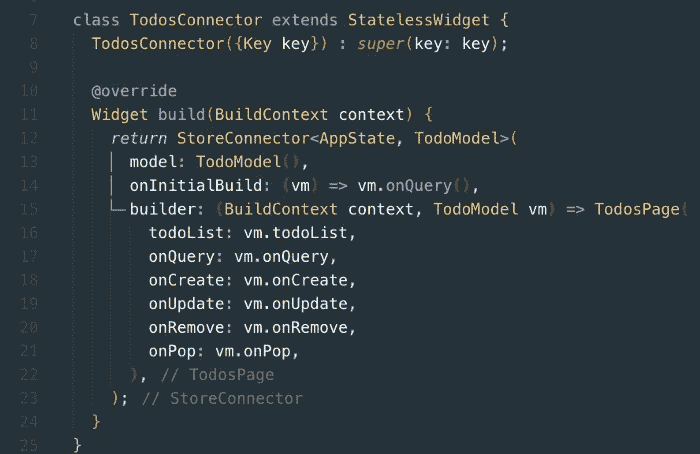 7 class TodosConnector extends StatelessWidget {
8   TodosConnector({Key key}) : super(key: key);
9
10   @override
11   Widget build(BuildContext context) {
12     return StoreConnector<AppState, TodoModel>(
13       model: TodoModel(),
14       onInitialBuild: (vm) => vm.onQuery(),
15       builder: (BuildContext context, TodoModel vm) => TodosPage(
16         todoList: vm.todoList,
17         onQuery: vm.onQuery,
18         onCreate: vm.onCreate,
19         onUpdate: vm.onUpdate,
20         onRemove: vm.onRemove,
21         onPop: vm.onPop,
22       ), // TodosPage
23     ); // StoreConnector
24   }
25 }